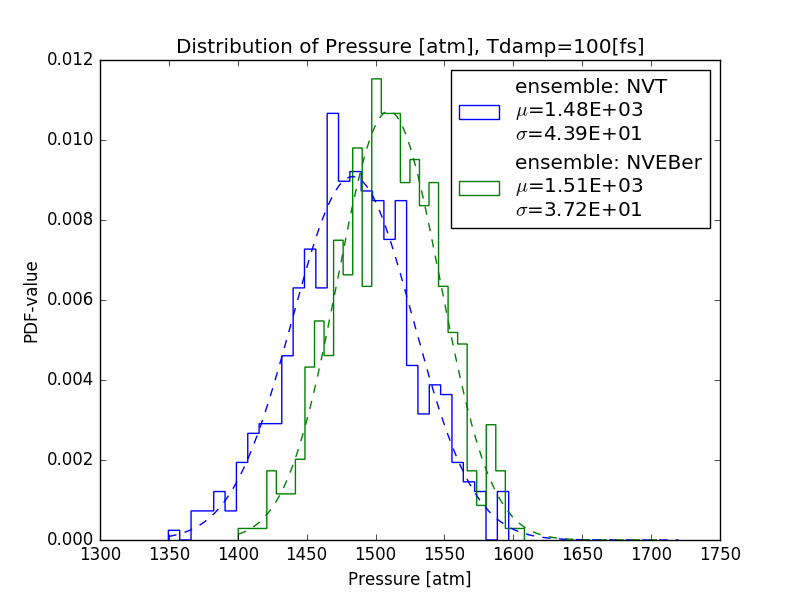 Distribution of Pressure [atm], Tdamp=100[fs]
0.012
0.010
0.008
0.006
0.004
0.002
0.000
PDF-value
ensemble: NVT
μ=1.48E+03
σ=4.39E+01
ensemble: NVEBer
μ=1.51E+03
σ=3.72E+01
1300 1350 1400 1450 1500 1550 1600 1650 1700 1750
Pressure [atm]